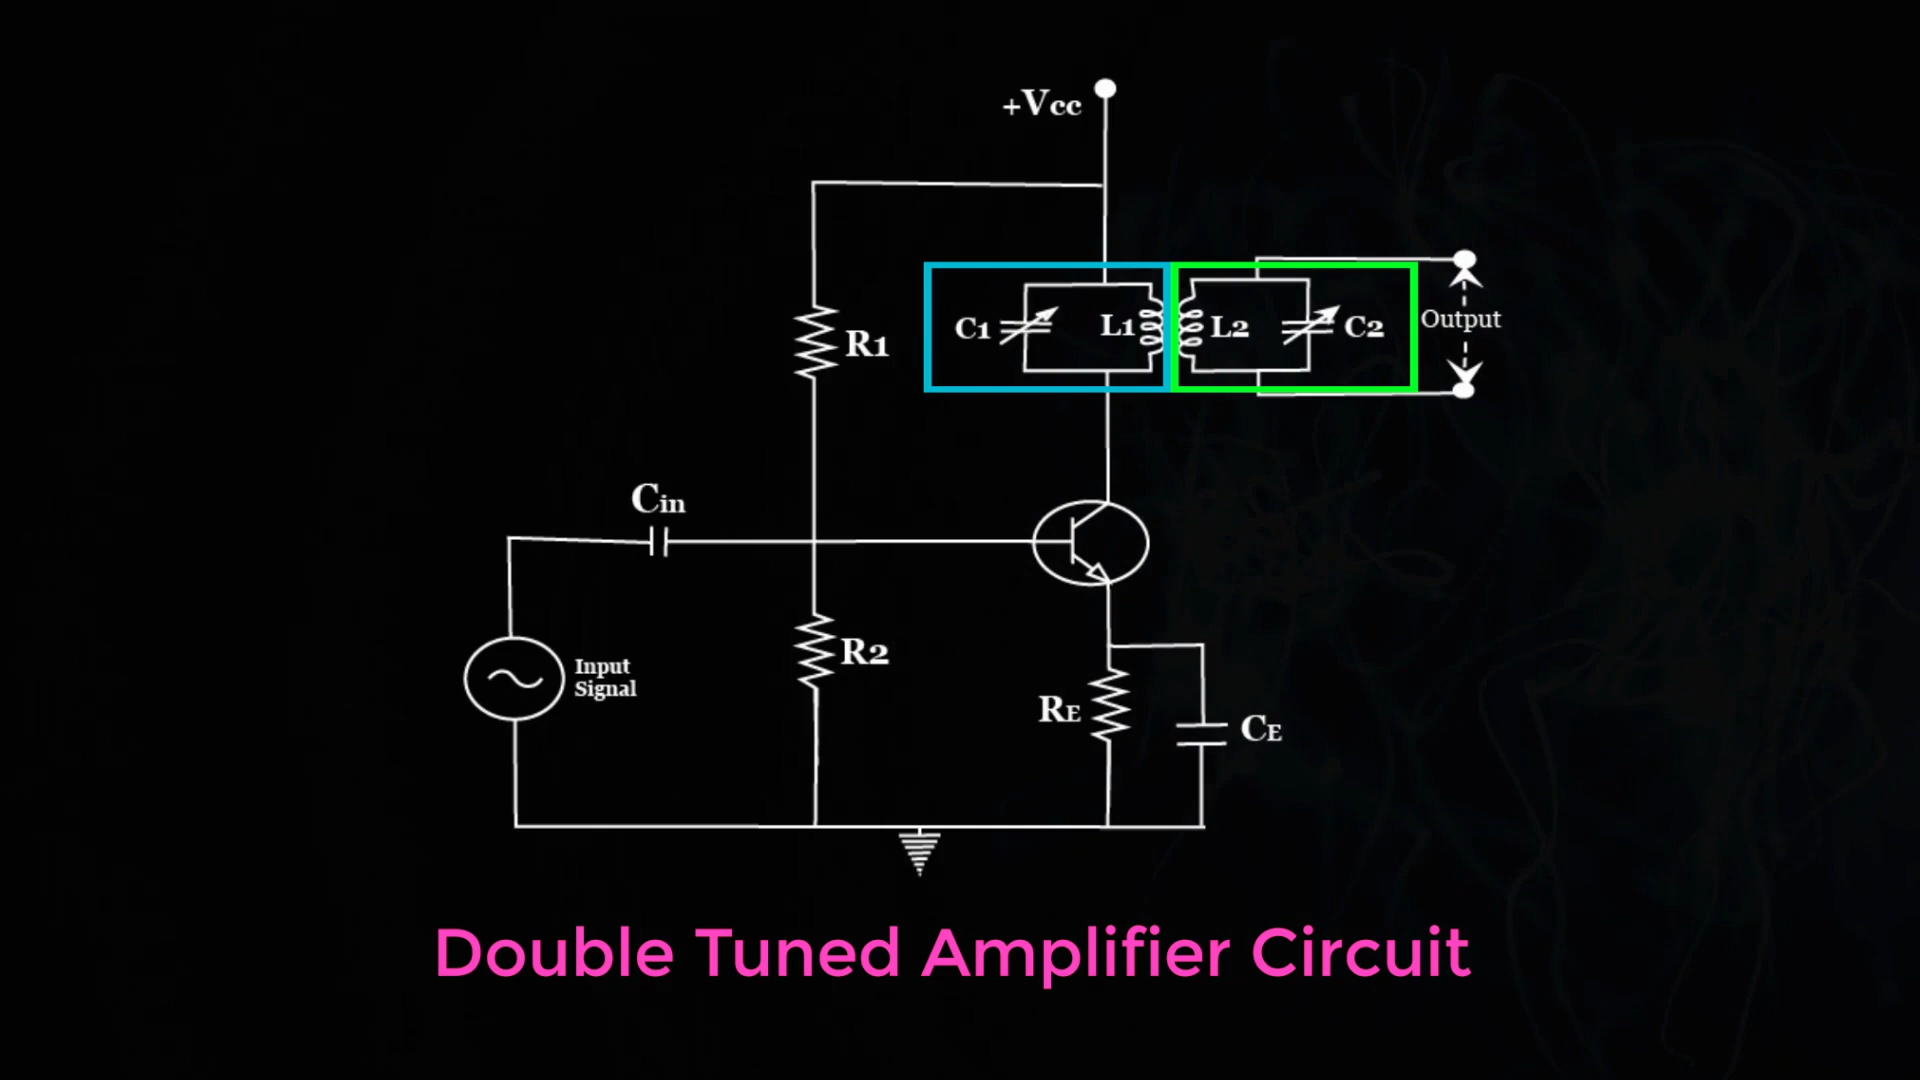 +Vcc
C1
L1
L2
C2
Output
R1
Cin
Input
Signal
R2
RE
CE
Double Tuned Amplifier Circuit